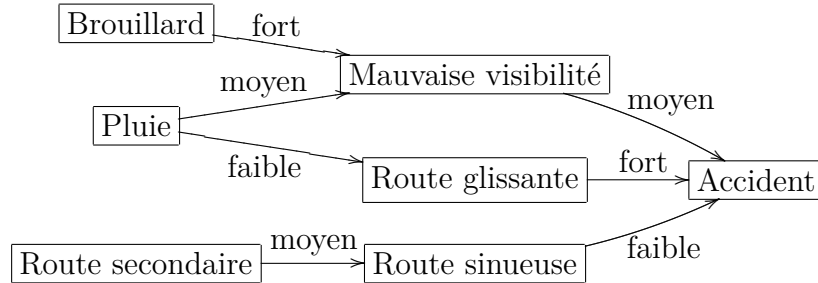 Brouillard
fort
Mauvaise visibilité
moyen
moyen
Pluie
faible
Route glissante
fort
Accident
Route secondaire
moyen
Route sinueuse
faible